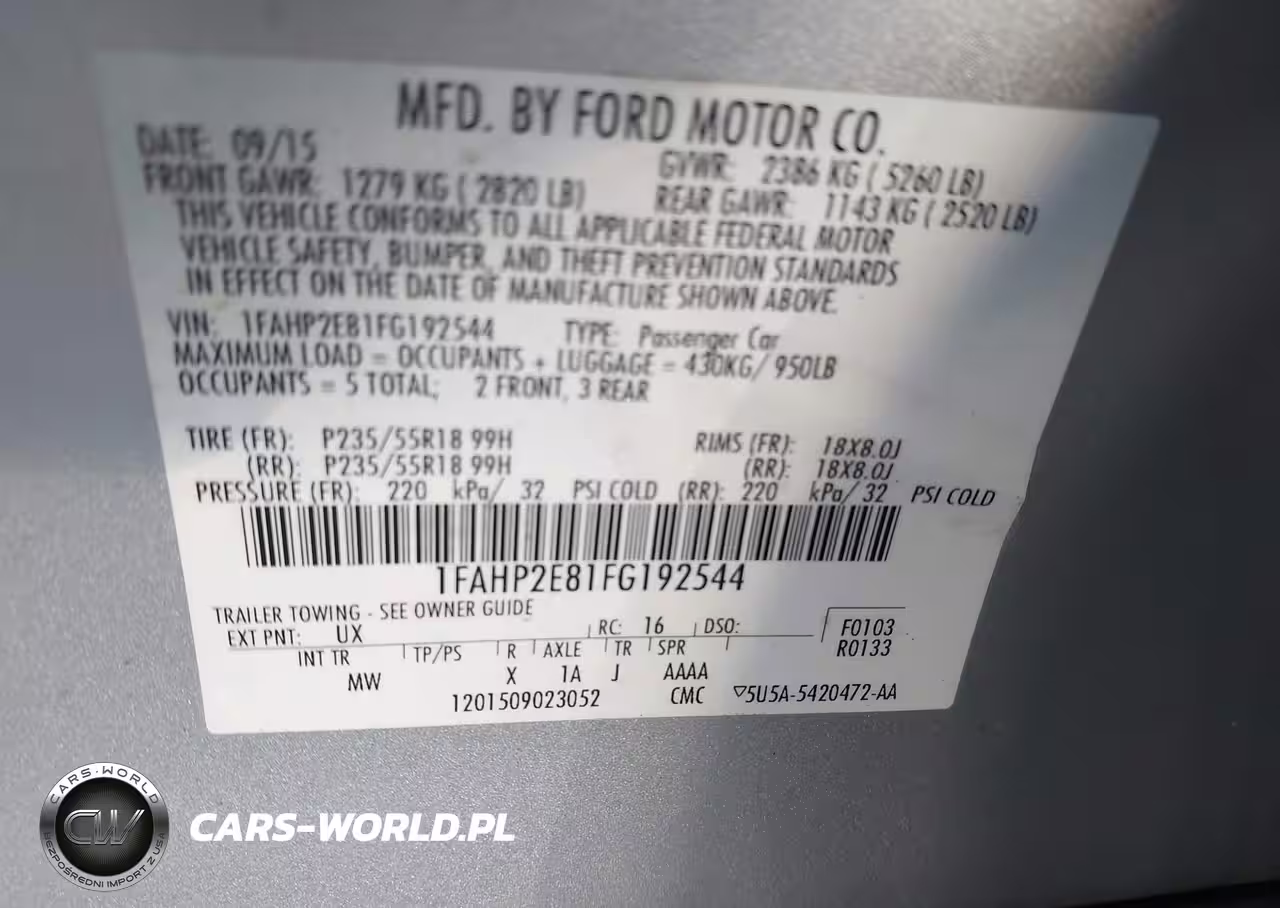 MFD. BY FORD MOTOR CO.
DATE: 09/15 GVWR: 2386 KG ( 5260 LB)
FRONT GAWR: 1279 KG ( 2820 LB) REAR GAWR: 1143 KG ( 2520 LB)
THIS VEHICLE CONFORMS TO ALL APPLICABLE FEDERAL MOTOR
VEHICLE SAFETY, BUMPER, AND THEFT PREVENTION STANDARDS
IN EFFECT ON THE DATE OF MANUFACTURE SHOWN ABOVE.
VIN: 1FAHP2E81FG192544 TYPE: Passenger Car
MAXIMUM LOAD = OCCUPANTS + LUGGAGE = 430KG/ 950LB
OCCUPANTS = 5 TOTAL; 2 FRONT, 3 REAR
TIRE (FR): P235/55R18 99H RIMS (FR): 18X8.0J
(RR): P235/55R18 99H (RR): 18X8.0J
PRESSURE (FR): 220 kPa/ 32 PSI COLD (RR): 220 kPa/ 32 PSI COLD
1FAHP2E81FG192544
TRAILER TOWING - SEE OWNER GUIDE
EXT PNT: UX RC: 16 DSO: F0103
INT TR TP/PS R AXLE TR SPR R0133
MW X 1A J AAAA
1201509023052 CMC ▽5U5A-5420472-AA
CARS-WORLD
CW
BEZPOŚREDNI IMPORT Z USA
CARS-WORLD.PL